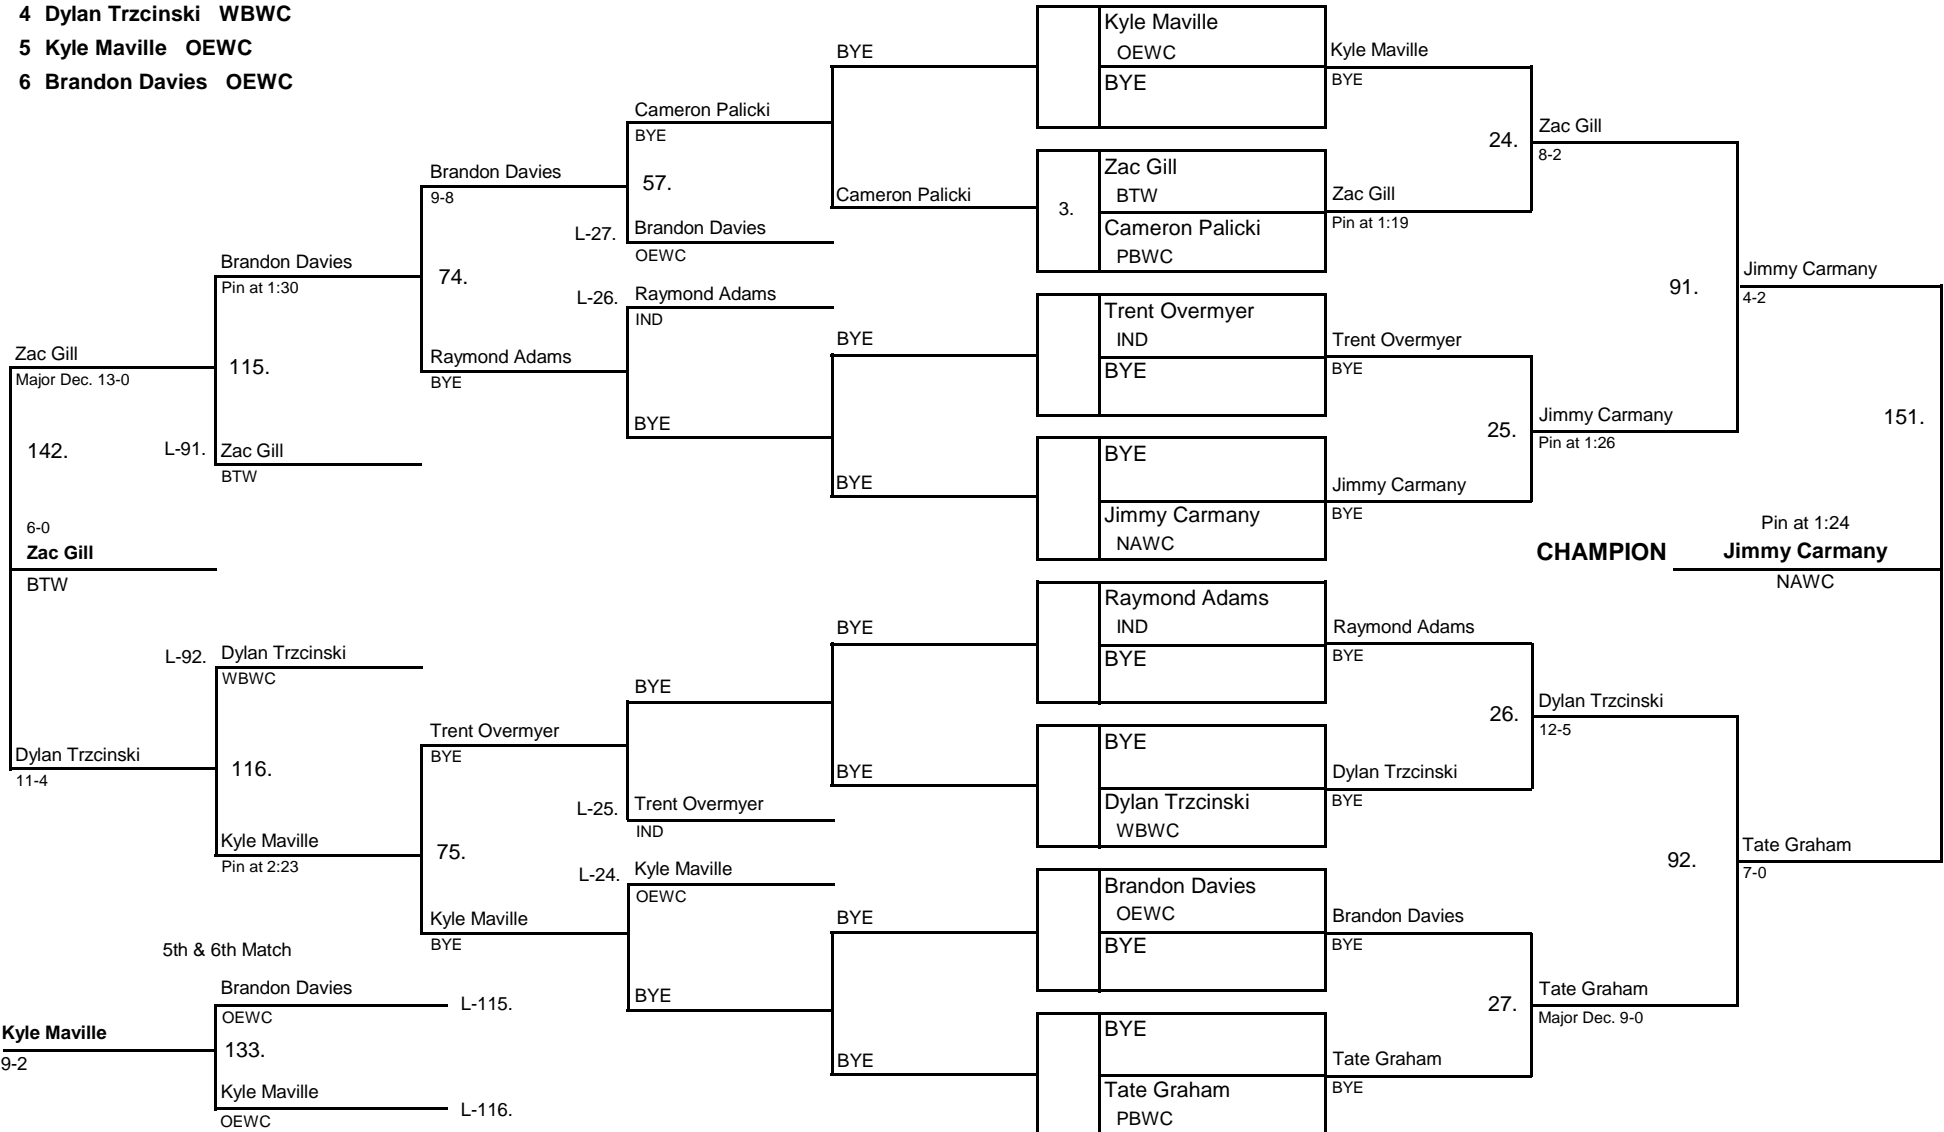 4 Dylan Trzcinski WBWC
5 Kyle Maville OEWC
6 Brandon Davies OEWC
Zac Gill
Major Dec. 13-0
142.
6-0
Zac Gill
BTW
Dylan Trzcinski
11-4
5th & 6th Match
Kyle Maville
9-2
Brandon Davies
Pin at 1:30
115.
L-91.
Zac Gill
BTW
L-92.
Dylan Trzcinski
WBWC
116.
Kyle Maville
Pin at 2:23
Brandon Davies
OEWC
L-115.
133.
Kyle Maville
OEWC
L-116.
Brandon Davies
9-8
74.
Raymond Adams
BYE
Trent Overmyer
BYE
75.
Kyle Maville
BYE
Cameron Palicki
BYE
57.
L-27.
Brandon Davies
OEWC
L-26.
Raymond Adams
IND
BYE
BYE
L-25.
Trent Overmyer
IND
L-24.
Kyle Maville
OEWC
BYE
BYE
Cameron Palicki
BYE
BYE
BYE
BYE
BYE
BYE
Kyle Maville
OEWC
BYE
3.
Zac Gill
BTW
Cameron Palicki
PBWC
Trent Overmyer
IND
BYE
BYE
Jimmy Carmany
NAWC
Raymond Adams
IND
BYE
BYE
Dylan Trzcinski
WBWC
Brandon Davies
OEWC
BYE
BYE
Tate Graham
PBWC
Kyle Maville
BYE
24.
Zac Gill
Pin at 1:19
Trent Overmyer
BYE
25.
Jimmy Carmany
BYE
Raymond Adams
BYE
26.
Dylan Trzcinski
BYE
Brandon Davies
BYE
27.
Tate Graham
BYE
Zac Gill
8-2
91.
Jimmy Carmany
Pin at 1:26
Dylan Trzcinski
12-5
92.
Tate Graham
Major Dec. 9-0
Jimmy Carmany
4-2
151.
Pin at 1:24
CHAMPION Jimmy Carmany
NAWC
Tate Graham
7-0